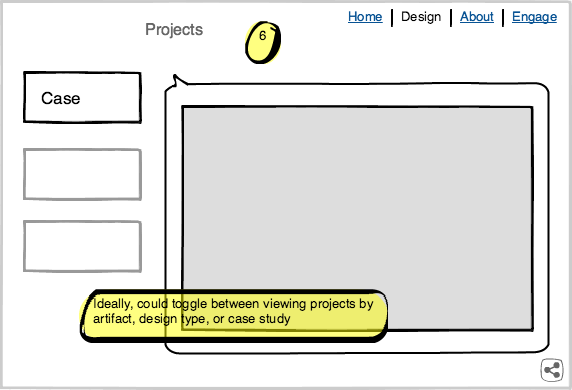 Home Design About Engage
Projects
6
Case
Ideally, could toggle between viewing projects by
artifact, design type, or case study